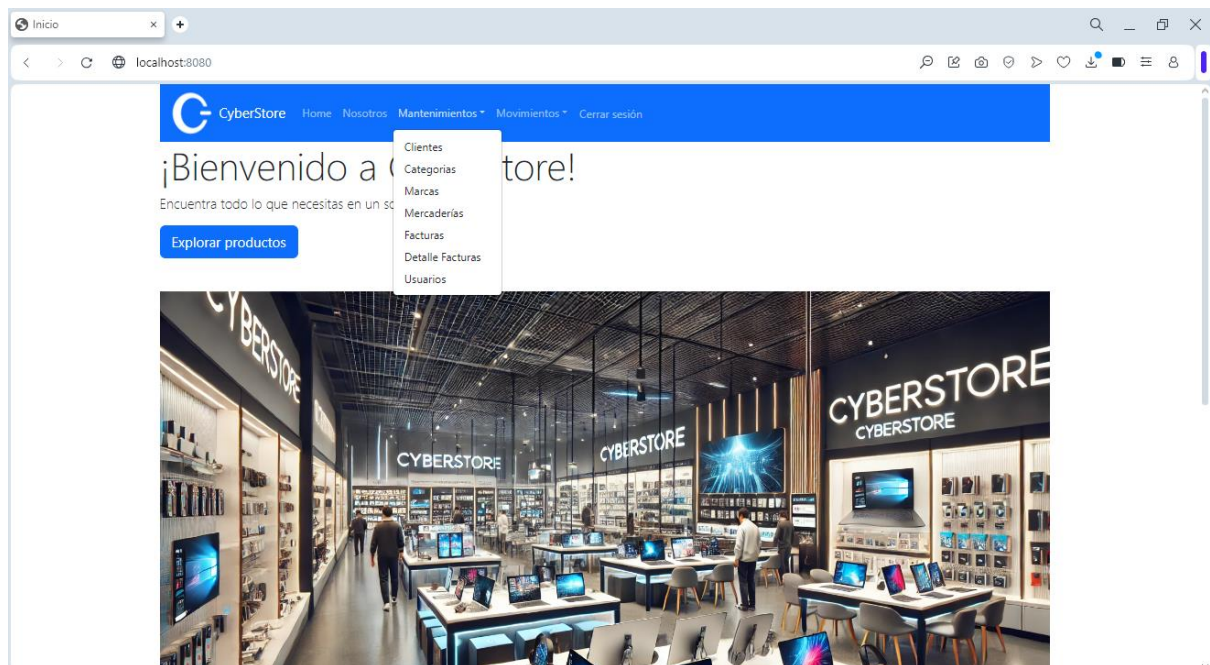 Inicio
localhost:8080
CyberStore Home Nosotros Mantenimientos Movimientos Cerrar sesión
Clientes
Categorias
Marcas
Mercaderías
Facturas
Detalle Facturas
Usuarios
¡Bienvenido a tore!
Encuentra todo lo que necesitas en un
Explorar productos
CYBERSTORE
CYBERSTORE
CYBERSTORE
CYBERSTORE
CYBERSTORE